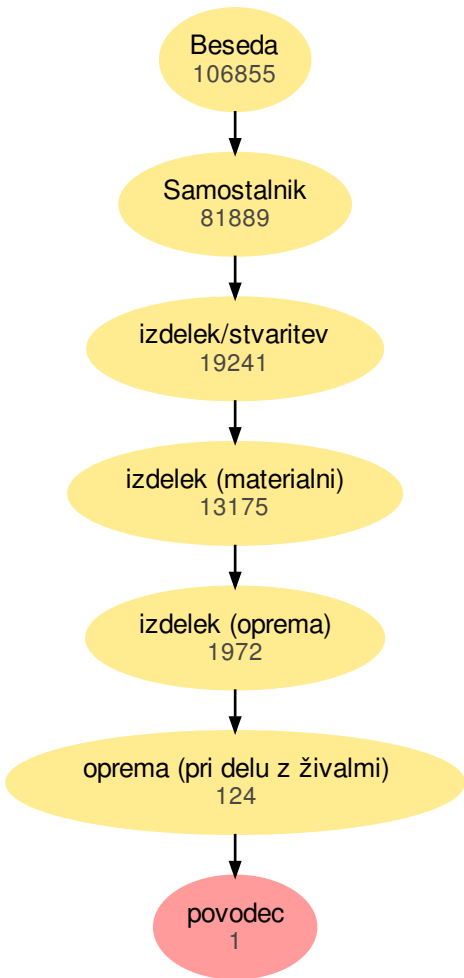 Beseda
106855
Samostalnik
81889
izdelek/stvaritev
19241
izdelek (materialni)
13175
izdelek (oprema)
1972
oprema (pri delu z živalmi)
124
povodec
1